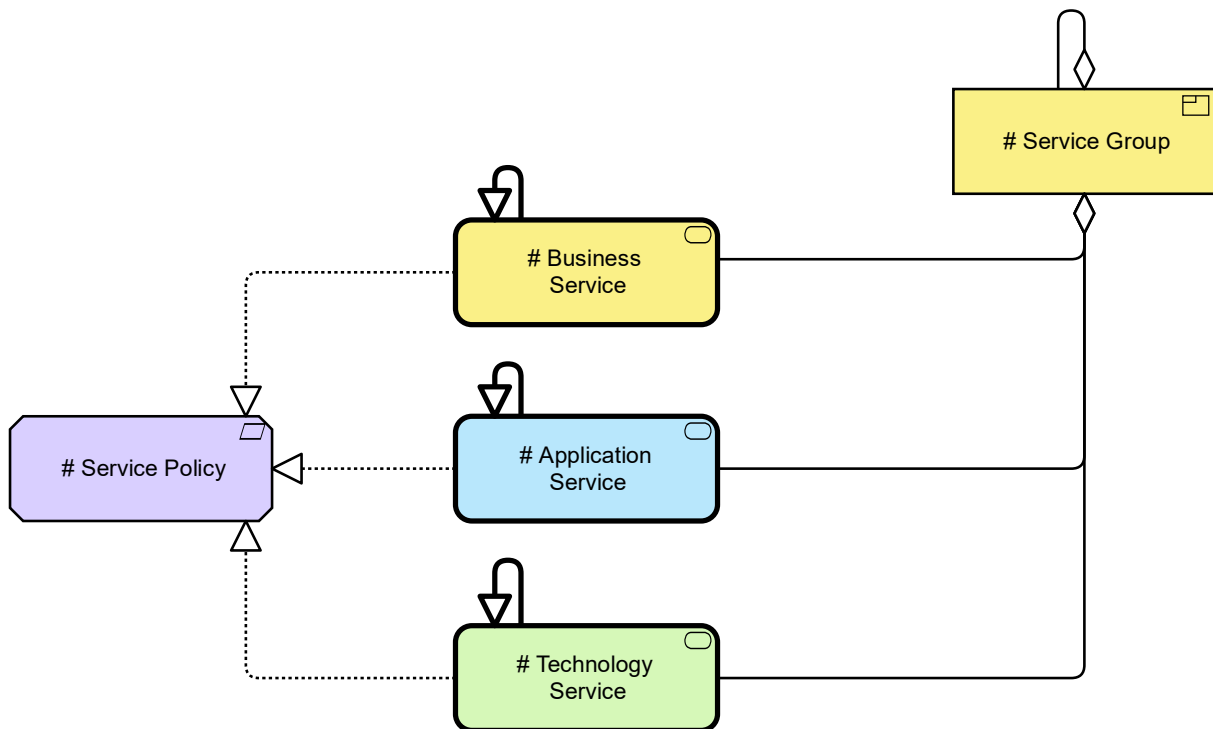 # Service Group
# Business
Service
# Service Policy
# Application
Service
# Technology
Service